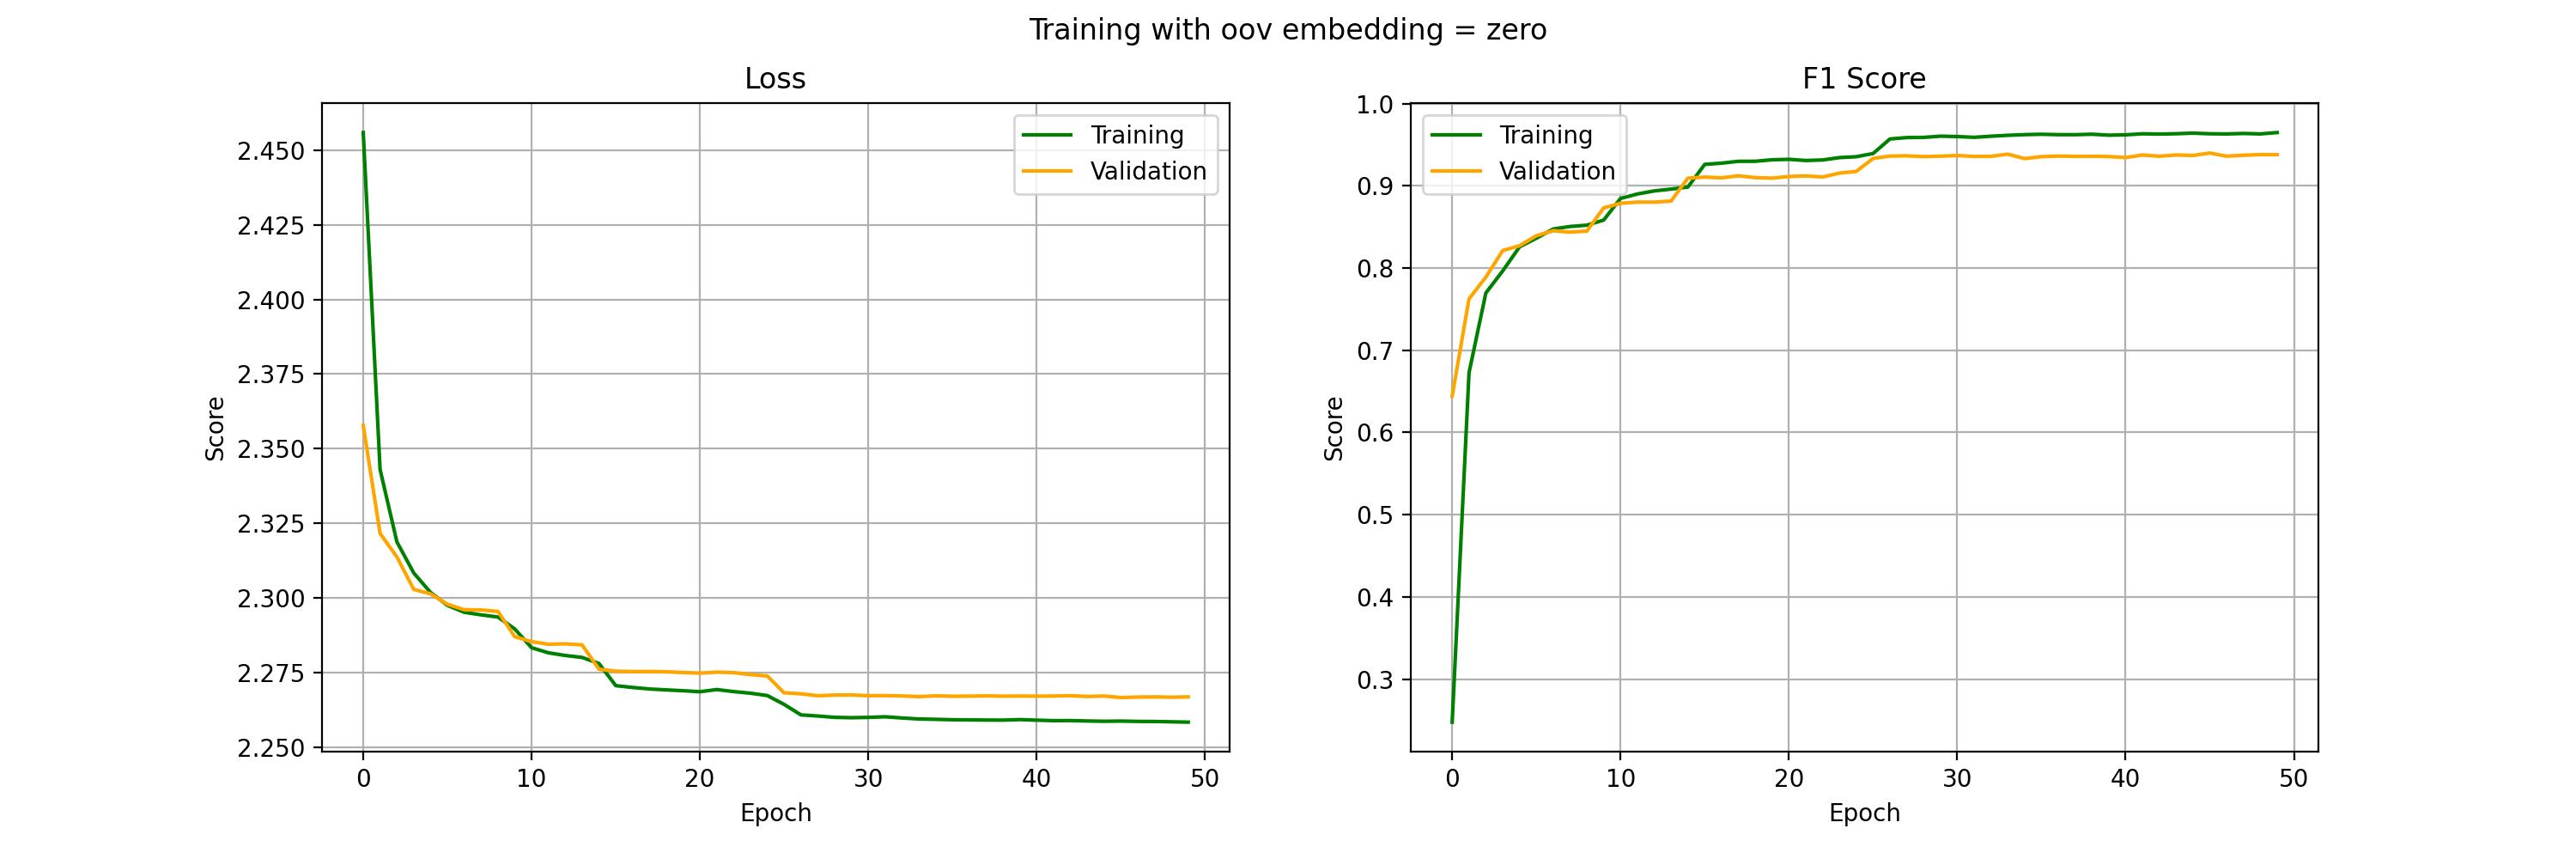 Training with oov embedding = zero
Loss
Training
Validation
2.450
2.425
2.400
2.375
2.350
2.325
2.300
2.275
2.250
Score
0 10 20 30 40 50
Epoch
F1 Score
Training
Validation
1.0
0.9
0.8
0.7
0.6
0.5
0.4
0.3
Score
0 10 20 30 40 50
Epoch